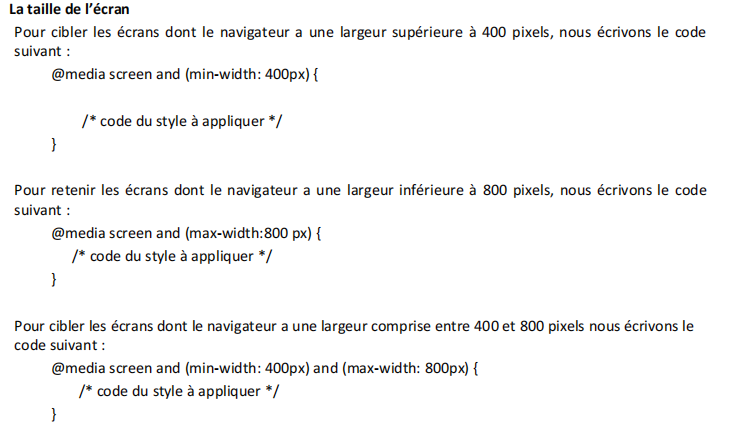 La taille de l’écran
Pour cibler les écrans dont le navigateur a une largeur supérieure à 400 pixels, nous écrivons le code
suivant :
@media screen and (min-width: 400px) {
/* code du style à appliquer */
}
Pour retenir les écrans dont le navigateur a une largeur inférieure à 800 pixels, nous écrivons le code
suivant :
@media screen and (max-width:800 px) {
/* code du style à appliquer */
}
Pour cibler les écrans dont le navigateur a une largeur comprise entre 400 et 800 pixels nous écrivons le
code suivant :
@media screen and (min-width: 400px) and (max-width: 800px) {
/* code du style à appliquer */
}